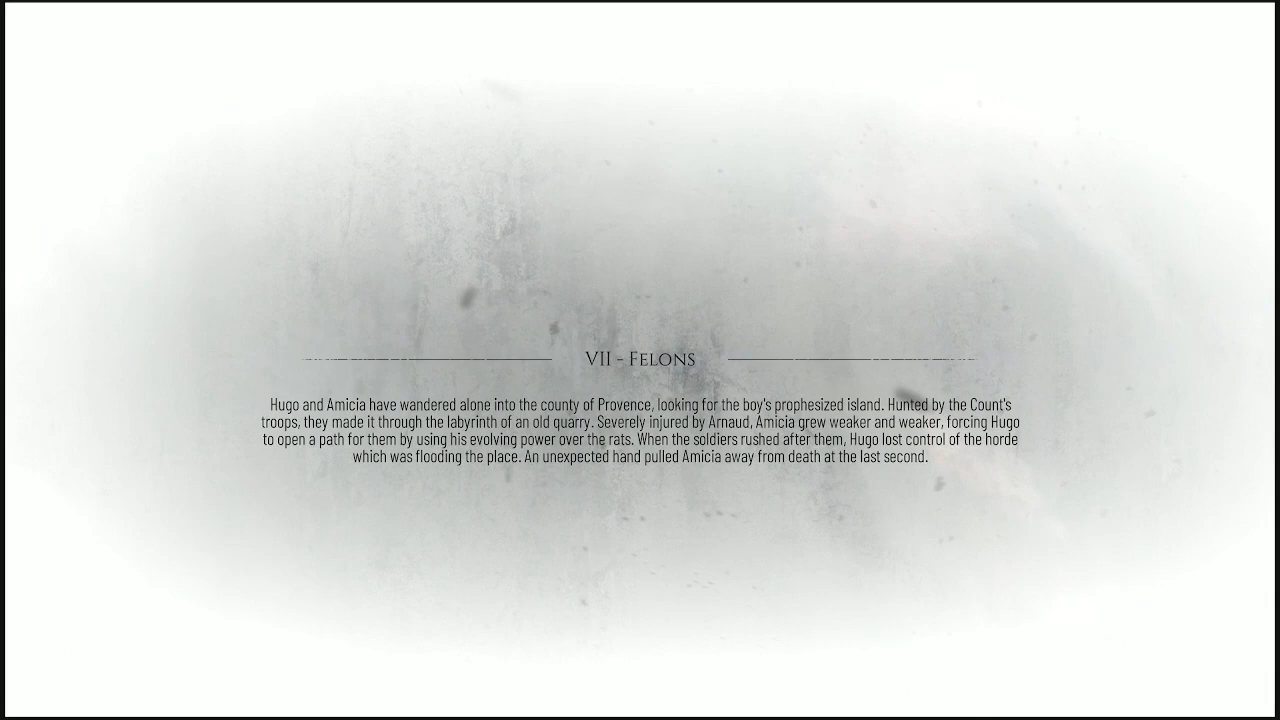 VII - Felons
Hugo and Amicia have wandered alone into the county of Provence, looking for the boy's prophesized island. Hunted by the Count's
troops, they made it through the labyrinth of an old quarry. Severely injured by Arnaud, Amicia grew weaker and weaker, forcing Hugo
to open a path for them by using his evolving power over the rats. When the soldiers rushed after them, Hugo lost control of the horde
which was flooding the place. An unexpected hand pulled Amicia away from death at the last second.